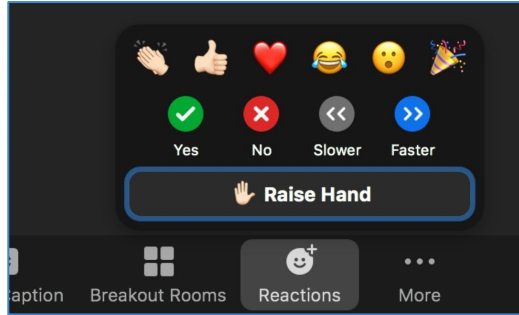 Yes No Slower Faster
Raise Hand
aption Breakout Rooms Reactions More